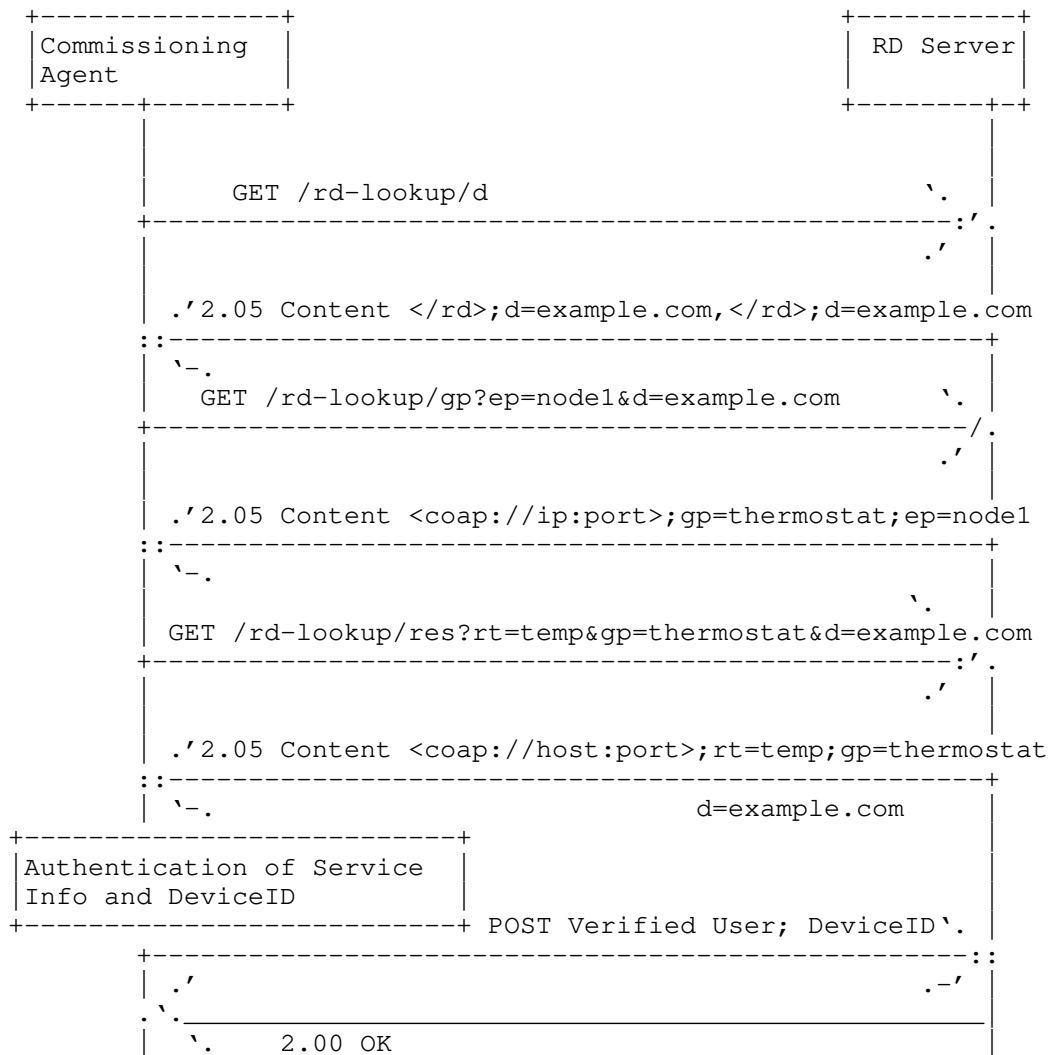 Commissioning
Agent
RD Server
GET /rd-lookup/d
2.05 Content </rd>;d=example.com,</rd>;d=example.com
GET /rd-lookup/gp?ep=node1&d=example.com
2.05 Content <coap://ip:port>;gp=thermostat;ep=node1
GET /rd-lookup/res?rt=temp&gp=thermostat&d=example.com
2.05 Content <coap://host:port>;rt=temp;gp=thermostat
d=example.com
Authentication of Service
Info and DeviceID
POST Verified User; DeviceID
2.00 OK